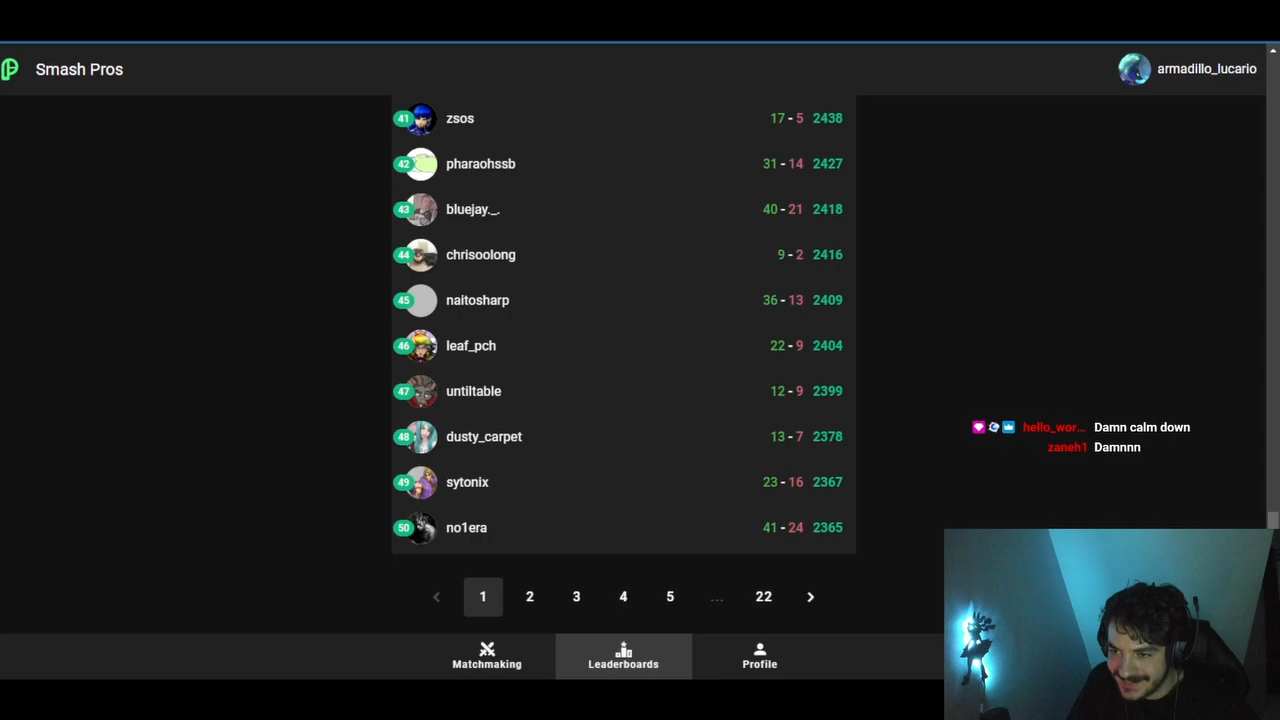 Smash Pros
armadillo_lucario
41 zsos 17 - 5 2438
42 pharaohssb 31 - 14 2427
43 bluejay._. 40 - 21 2418
44 chrisoolong 9 - 2 2416
45 naitosharp 36 - 13 2409
46 leaf_pch 22 - 9 2404
47 untiltable 12 - 9 2399
48 dusty_carpet 13 - 7 2378
49 sytonix 23 - 16 2367
50 no1era 41 - 24 2365
hello_wor... Damn calm down
zaneh1 Damnnn
< 1 2 3 4 5 ... 22 >
Matchmaking Leaderboards Profile